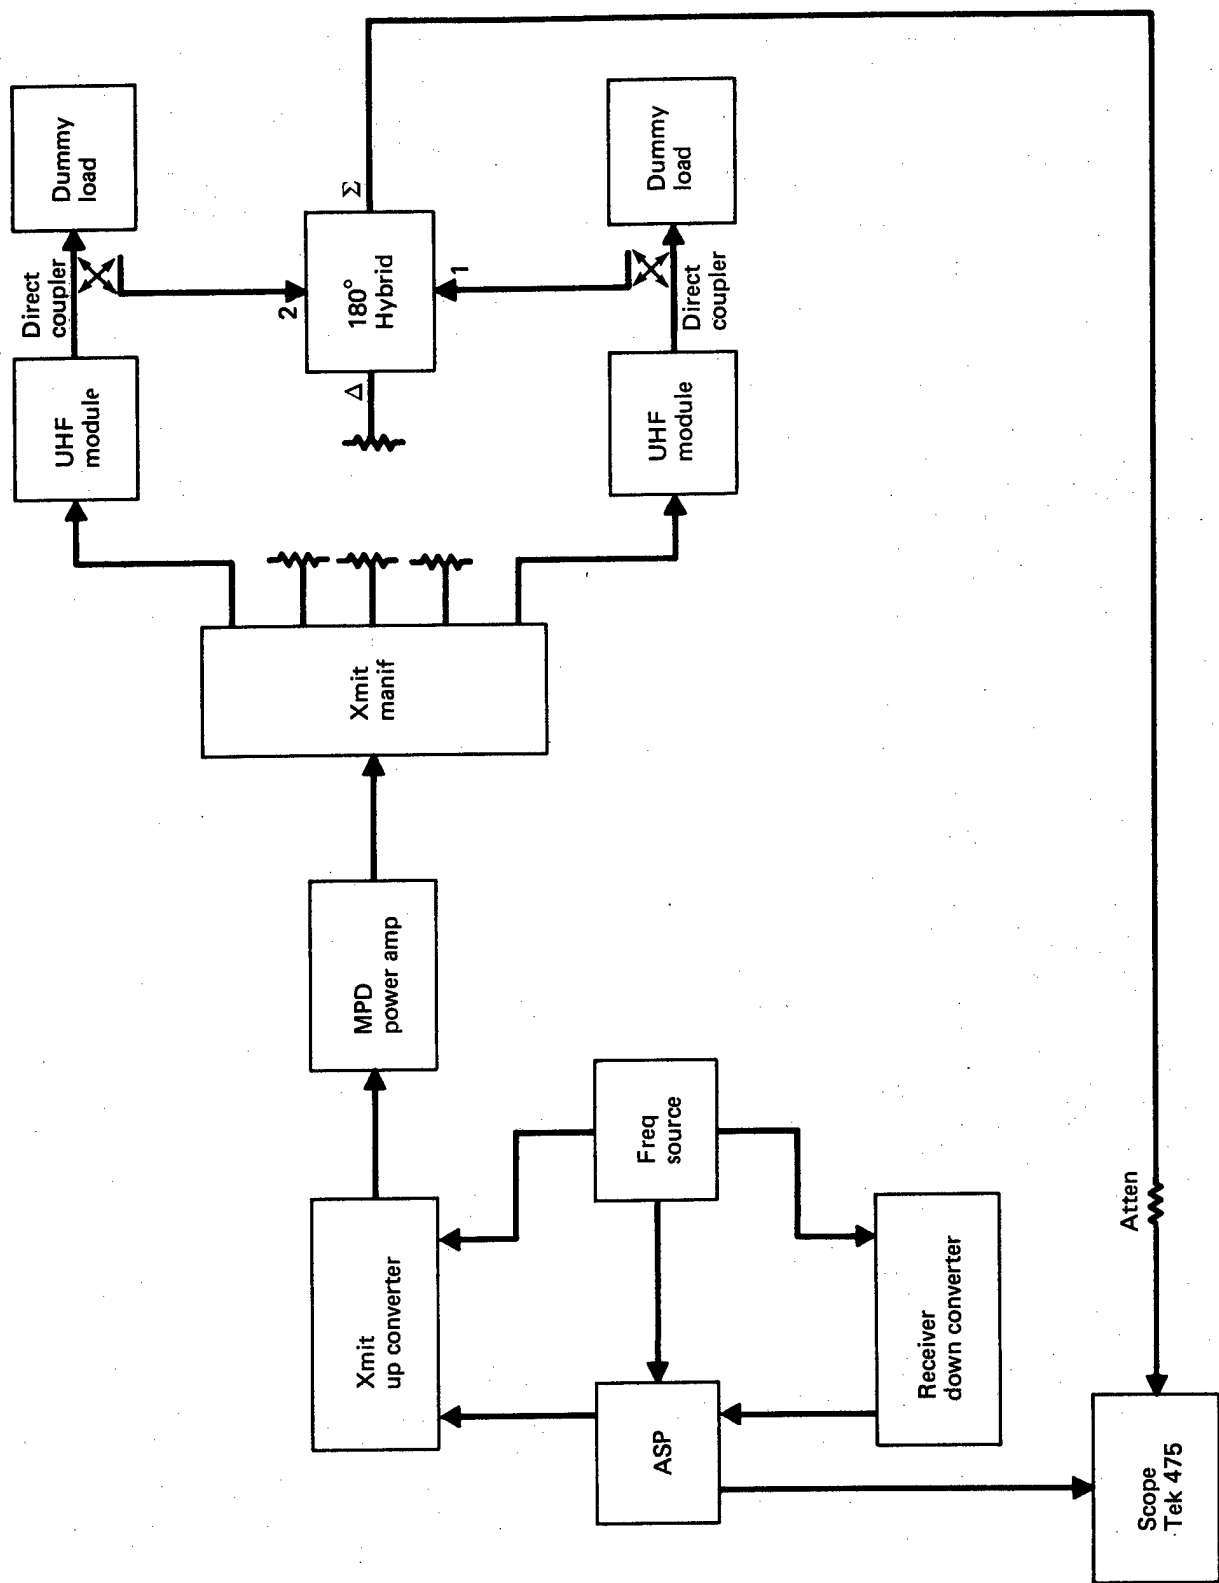 Direct
coupler
Dummy
load
UHF
module
2
180°
Hybrid
Σ
Δ
1
Xmit
up converter
MPD
power amp
Xmit
manif
UHF
module
Direct
coupler
Dummy
load
ASP
Freq
source
Receiver
down converter
Scope
Tek 475
Atten